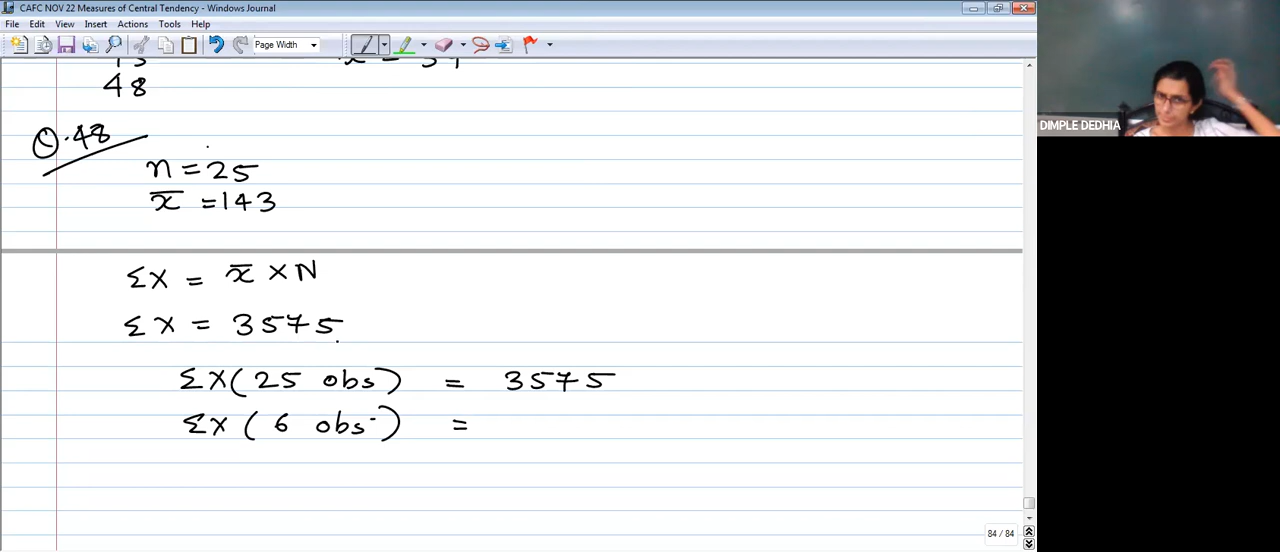 CAFC NOV 22 Measures of Central Tendency - Windows Journal
File Edit View Insert Actions Tools Help
Page Width
48
Q.48
n = 25
x̅ = 143
Σx = x̅ × N
Σx = 3575
Σx (25 obs) = 3575
Σx (6 obs) =
84 / 84
DIMPLE DEDHIA